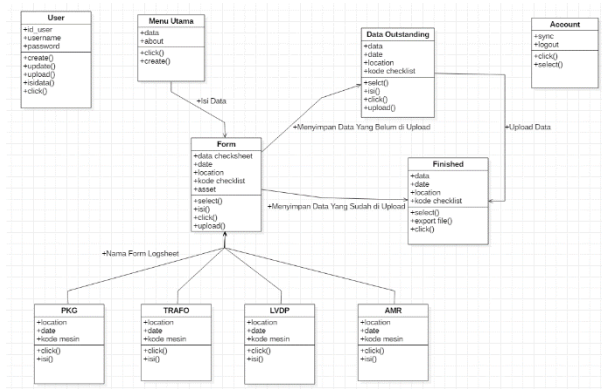 User
+id_user
+username
+password
+create()
+update()
+upload()
+isidata()
+click()
Menu Utama
+data
+about
+click()
+create()
Data Outstanding
+data
+date
+location
+kode checklist
+selct()
+isi()
+click()
+upload()
Account
+sync
+logout
+click()
+select()
+Isi Data
+Menyimpan Data Yang Belum di Upload
+Upload Data
Form
+data checksheet
+date
+location
+kode checklist
+asset
+select()
+isi()
+click()
+upload()
Finished
+data
+date
+location
+kode checklist
+select()
+export file()
+click()
+Menyimpan Data Yang Sudah di Upload
+Nama Form Logsheet
PKG
+location
+date
+kode mesin
+click()
+isi()
TRAFO
+location
+date
+kode mesin
+click()
+isi()
LVDP
+location
+date
+kode mesin
+click()
+isi()
AMR
+location
+date
+kode mesin
+click()
+isi()